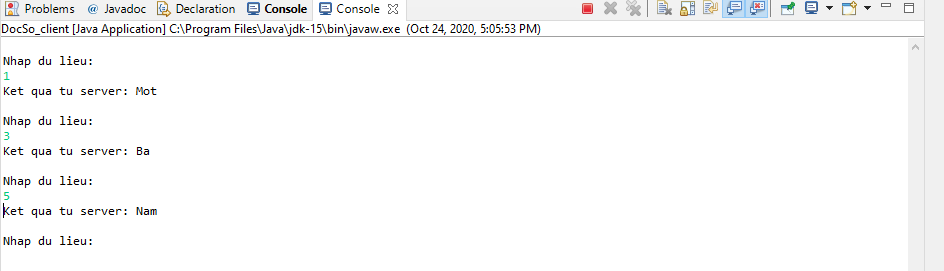 Problems @ Javadoc Declaration Console Console
DocSo_client [Java Application] C:\Program Files\Java\jdk-15\bin\javaw.exe (Oct 24, 2020, 5:05:53 PM)
Nhap du lieu:
1
Ket qua tu server: Mot
Nhap du lieu:
3
Ket qua tu server: Ba
Nhap du lieu:
5
Ket qua tu server: Nam
Nhap du lieu: